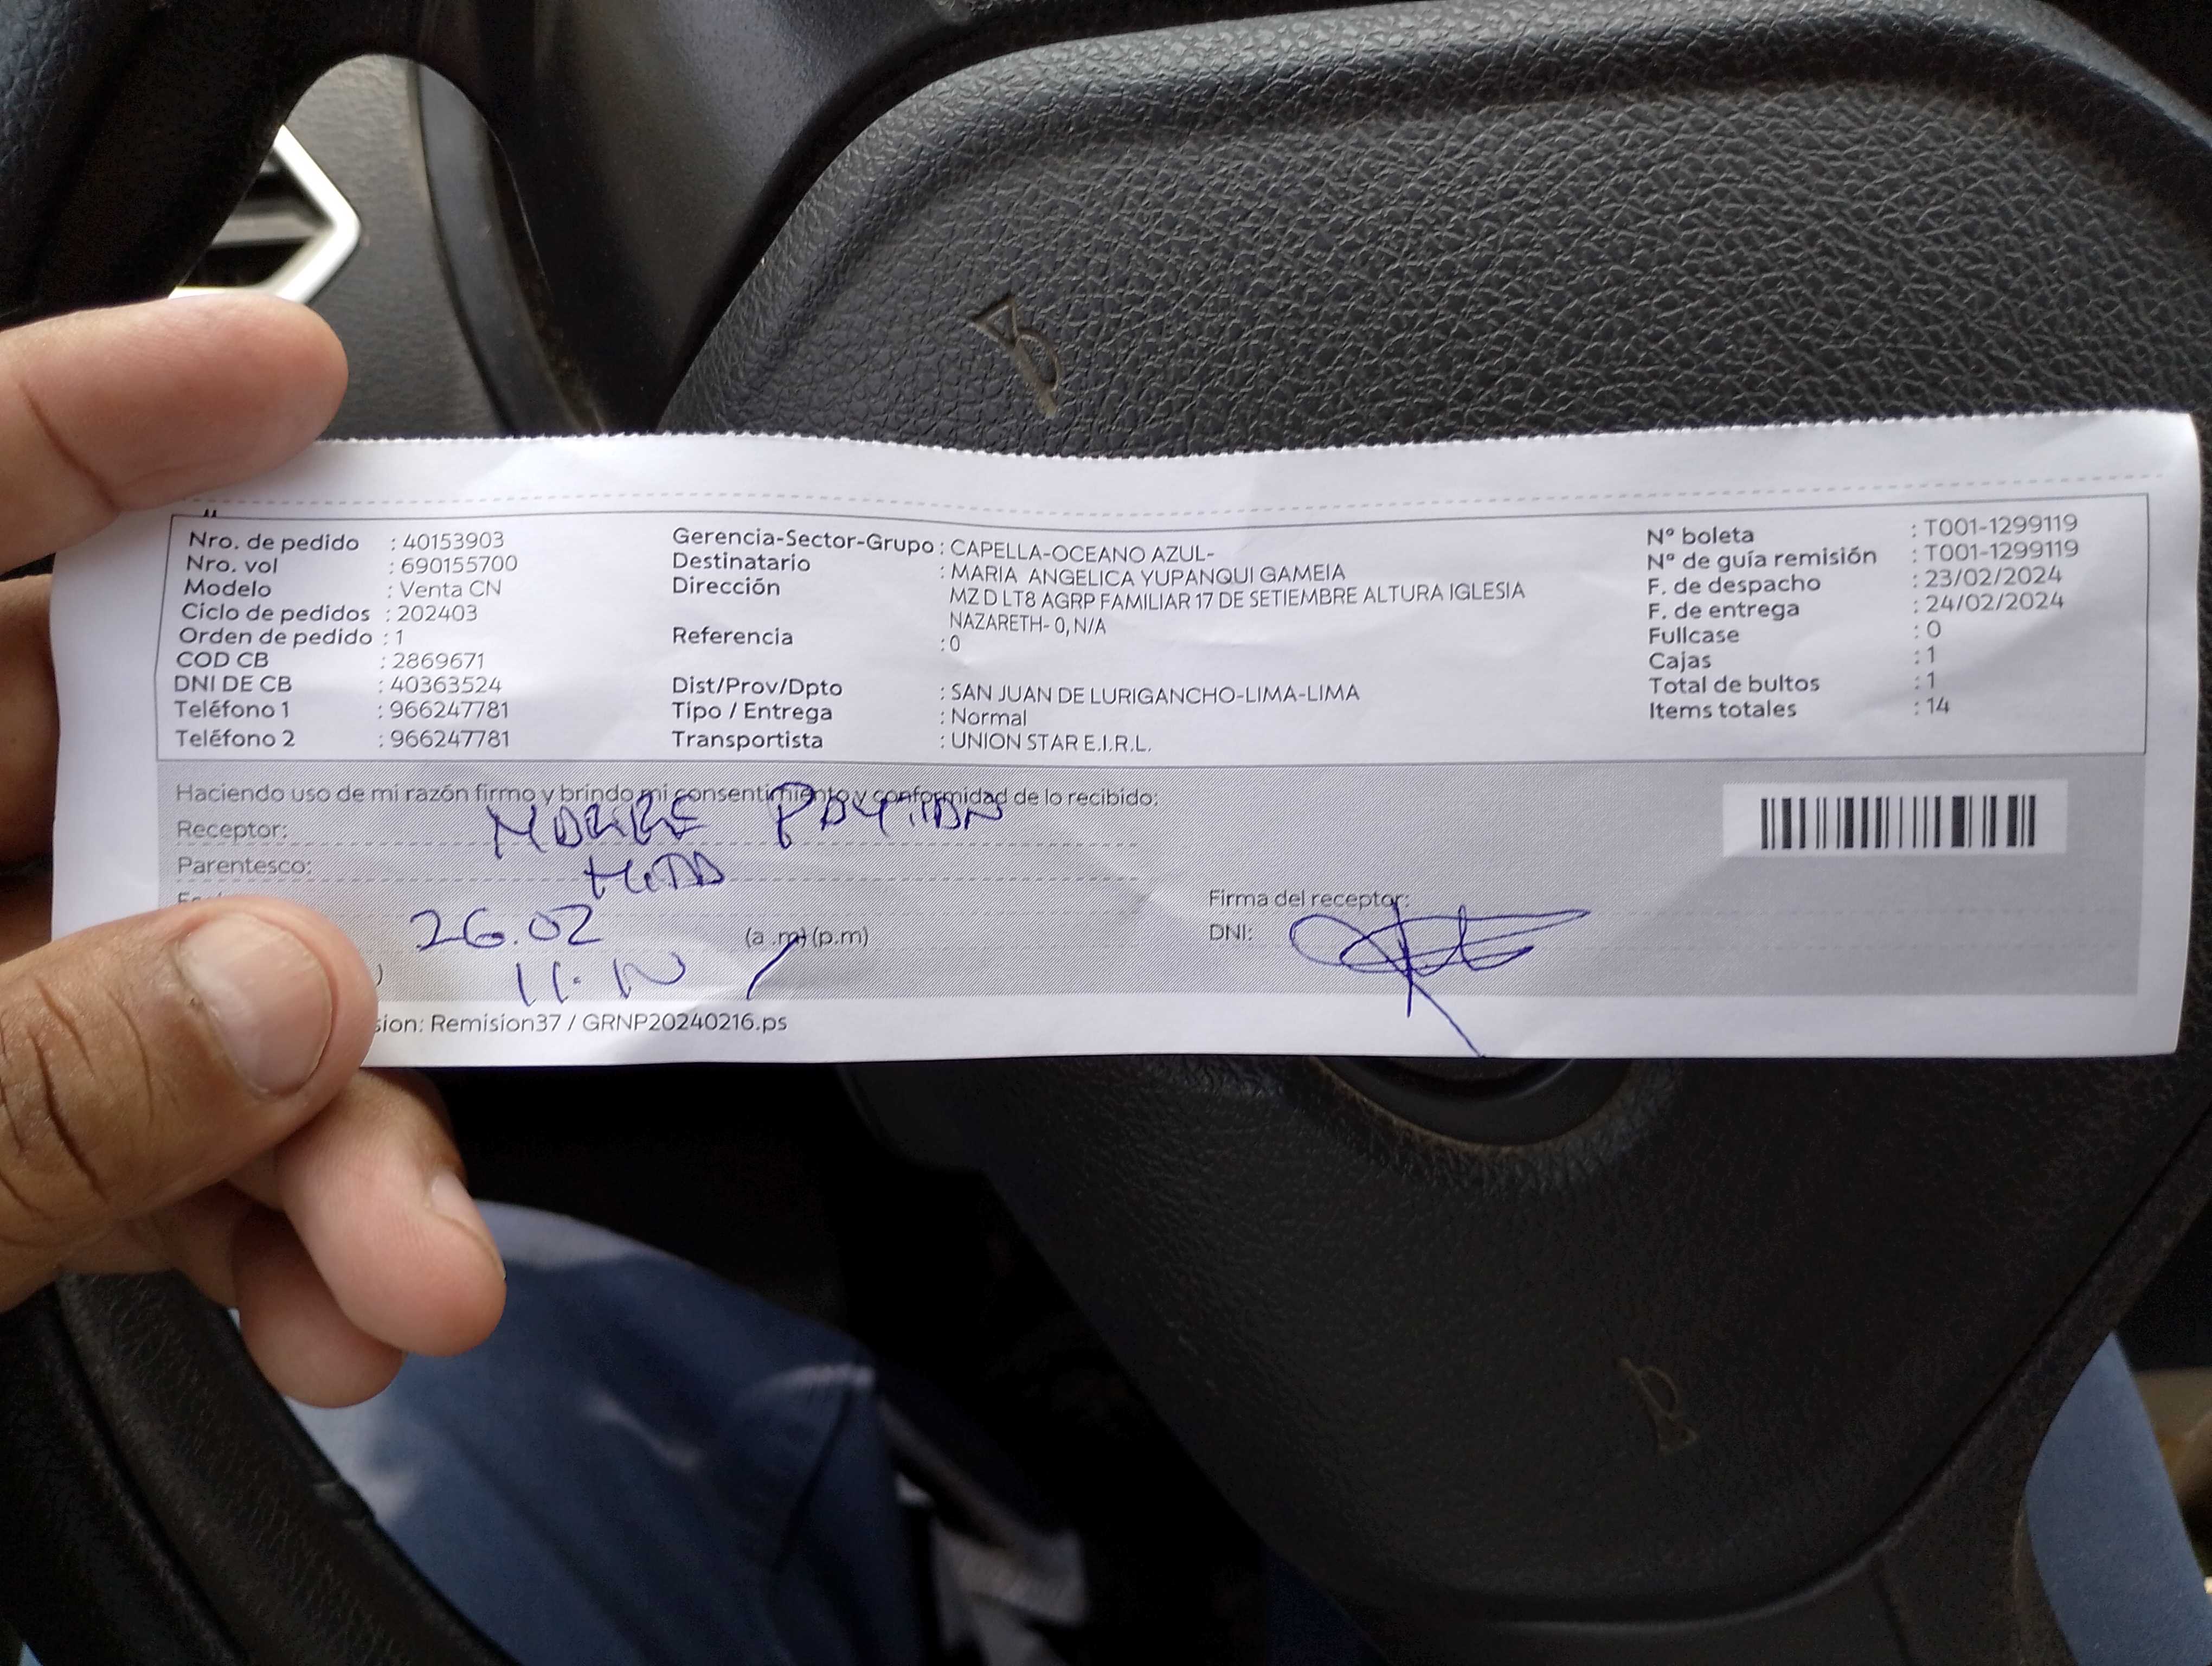 Nro. de pedido : 40153903
Nro. vol : 690155700
Modelo : Venta CN
Ciclo de pedidos : 202403
Orden de pedido : 1
COD CB : 2869671
DNI DE CB : 40363524
Teléfono 1 : 966247781
Teléfono 2 : 966247781
Gerencia-Sector-Grupo : CAPELLA-OCEANO AZUL-
Destinatario : MARIA ANGELICA YUPANQUI GAMEIA
Dirección MZ D LT8 AGRP FAMILIAR 17 DE SETIEMBRE ALTURA IGLESIA
NAZARETH- 0, N/A
Referencia : 0
Dist/Prov/Dpto : SAN JUAN DE LURIGANCHO-LIMA-LIMA
Tipo / Entrega : Normal
Transportista : UNION STAR E.I.R.L.
Nº boleta : T001-1299119
Nº de guía remisión : T001-1299119
F. de despacho : 23/02/2024
F. de entrega : 24/02/2024
Fullcase : 0
Cajas : 1
Total de bultos : 1
Items totales : 14
Haciendo uso de mi razón firmo y brindo mi consentimiento y conformidad de lo recibido:
Receptor:
Parentesco:
26.02
(a .m) (p.m)
11.10
Firma del receptor:
DNI:
sion: Remision37 / GRNP20240216.ps